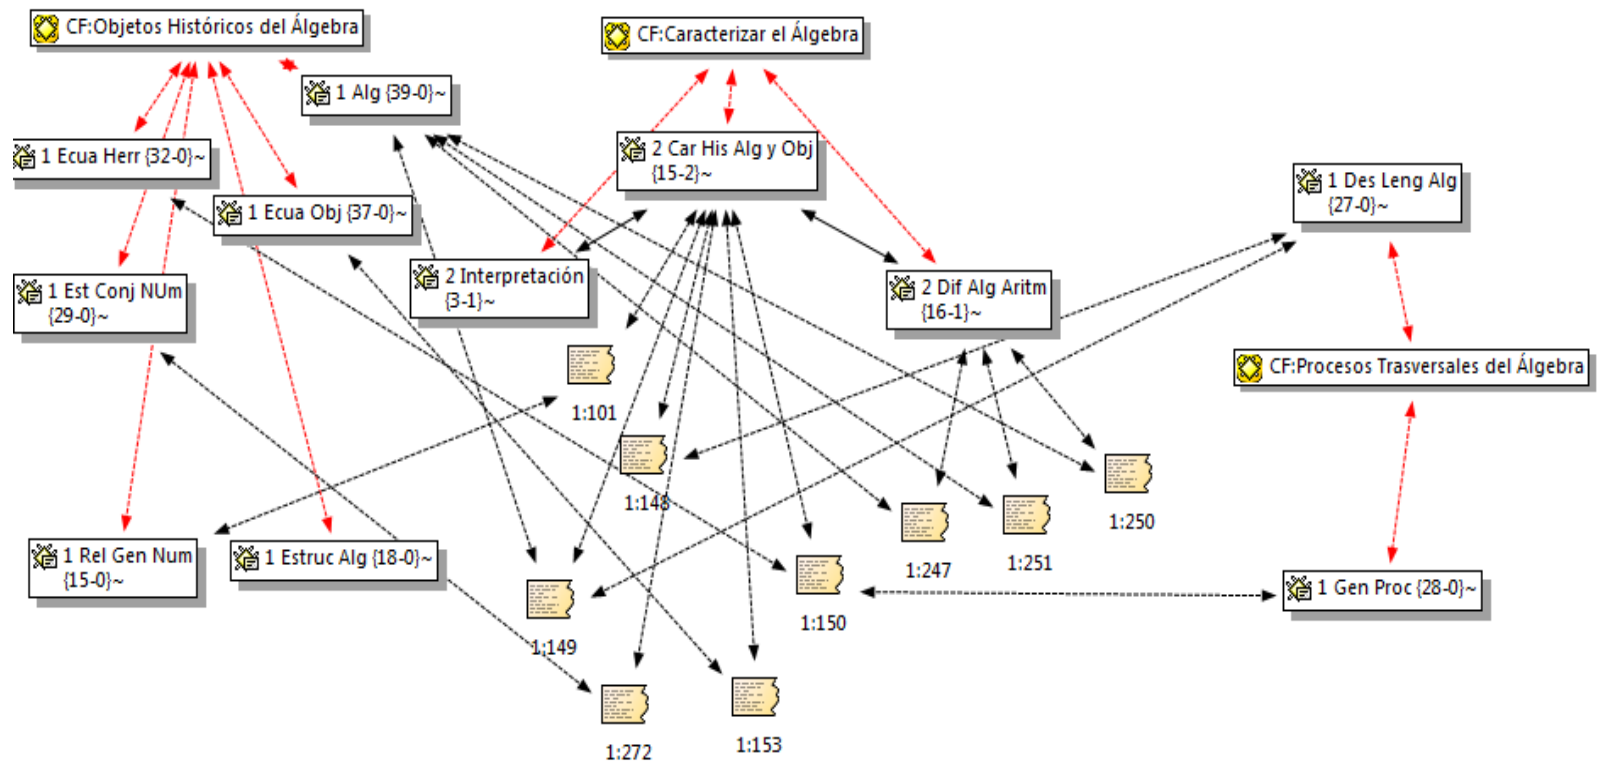 CF:Objetos Históricos del Álgebra
CF:Caracterizar el Álgebra
1 Alg {39-0}~
1 Ecua Herr {32-0}~
2 Car His Alg y Obj
{15-2}~
1 Des Leng Alg
{27-0}~
1 Ecua Obj {37-0}~
2 Interpretación
{3-1}~
2 Dif Alg Aritm
{16-1}~
1 Est Conj NUm
{29-0}~
CF:Procesos Trasversales del Álgebra
1:101
1:148
1:250
1:251
1:247
1 Rel Gen Num
{15-0}~
1 Estruc Alg {18-0}~
1 Gen Proc {28-0}~
1:150
1:149
1:272
1:153